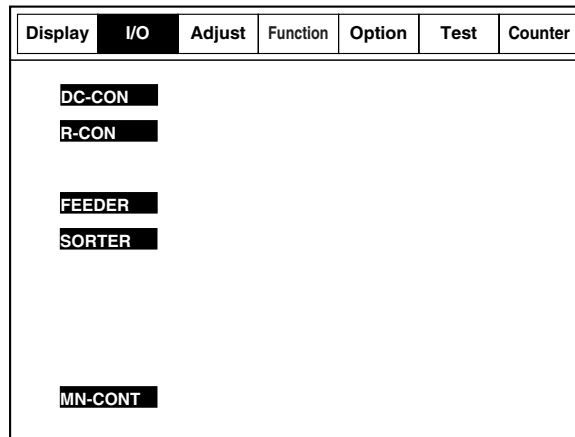 Display I/O Adjust Function Option Test Counter
DC-CON
R-CON
FEEDER
SORTER
MN-CONT